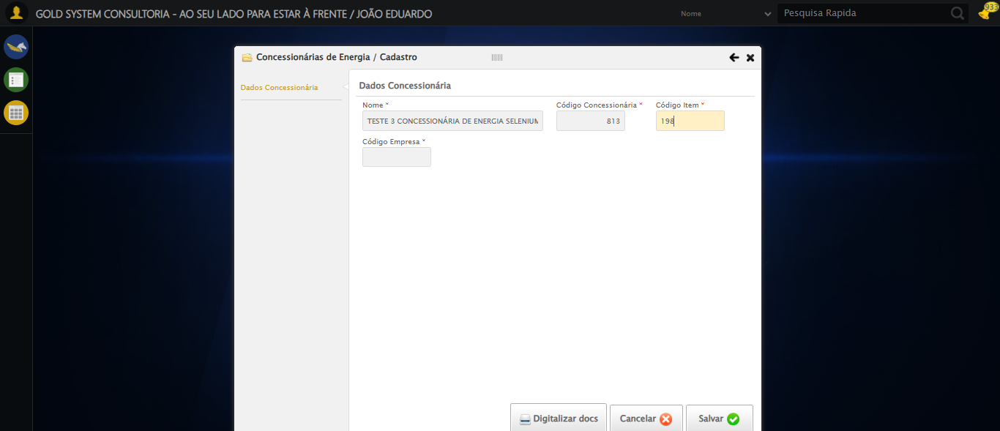 GOLD SYSTEM CONSULTORIA - AO SEU LADO PARA ESTAR À FRENTE / JOÃO EDUARDO
Nome
Pesquisa Rapida
933
Concessionárias de Energia / Cadastro
Dados Concessionária
Dados Concessionária
Nome *
Código Concessionária *
Código Item *
TESTE 3 CONCESSIONÁRIA DE ENERGIA SELENIUM
813
198
Código Empresa *
Digitalizar docs
Cancelar
Salvar